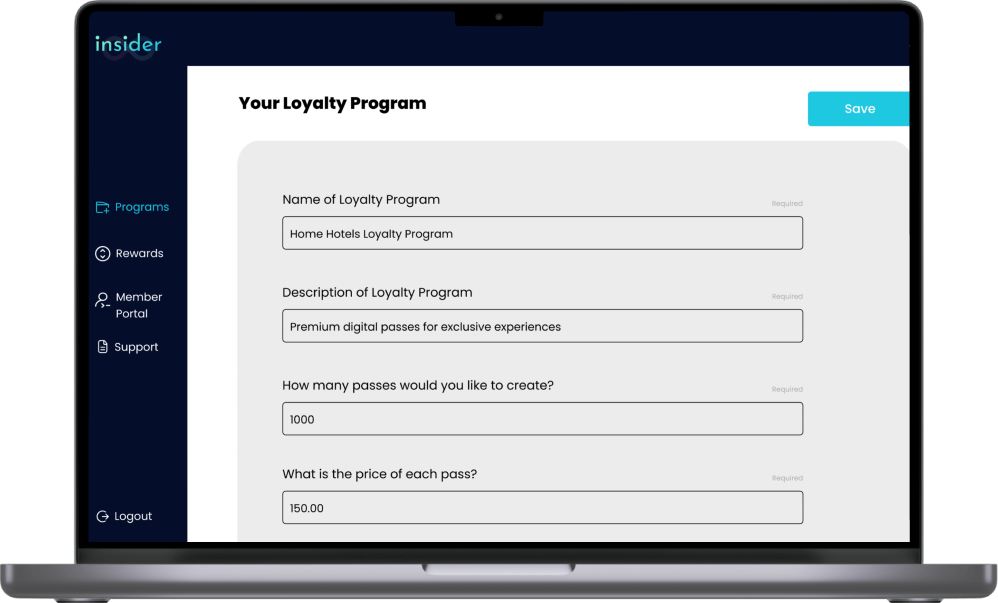 insider
Your Loyalty Program
Save
Programs
Rewards
Member
Portal
Support
Logout
Name of Loyalty Program
Required
Home Hotels Loyalty Program
Description of Loyalty Program
Required
Premium digital passes for exclusive experiences
How many passes would you like to create?
Required
1000
What is the price of each pass?
Required
150.00